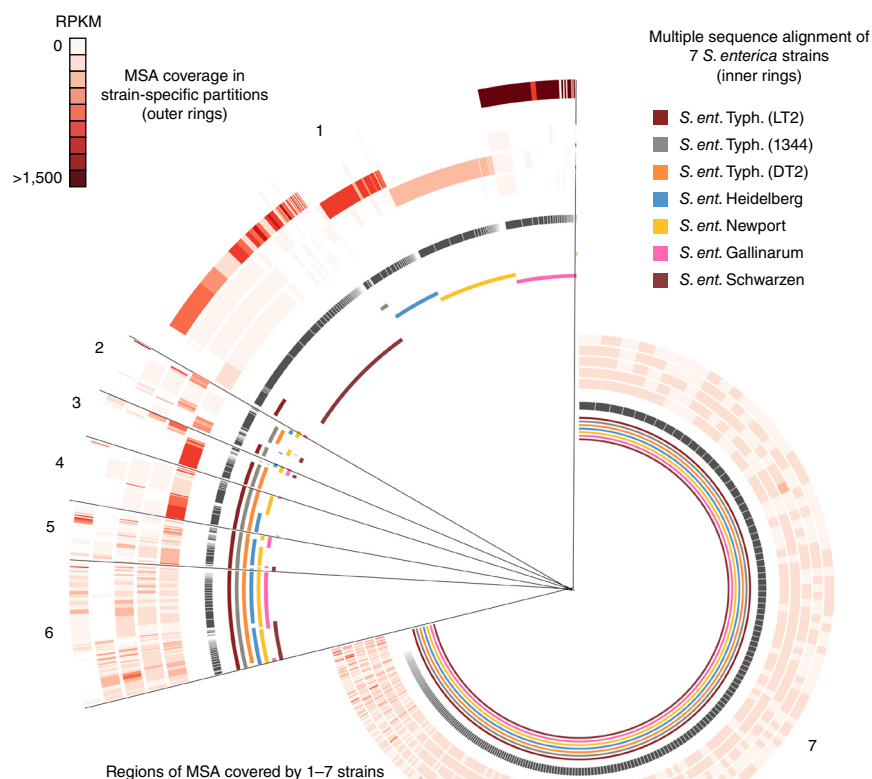 RPKM
0
>1,500
MSA coverage in
strain-specific partitions
(outer rings)
Multiple sequence alignment of
7 S. enterica strains
(inner rings)
S. ent. Typh. (LT2)
S. ent. Typh. (1344)
S. ent. Typh. (DT2)
S. ent. Heidelberg
S. ent. Newport
S. ent. Gallinarum
S. ent. Schwarzen
1
2
3
4
5
6
7
Regions of MSA covered by 1–7 strains